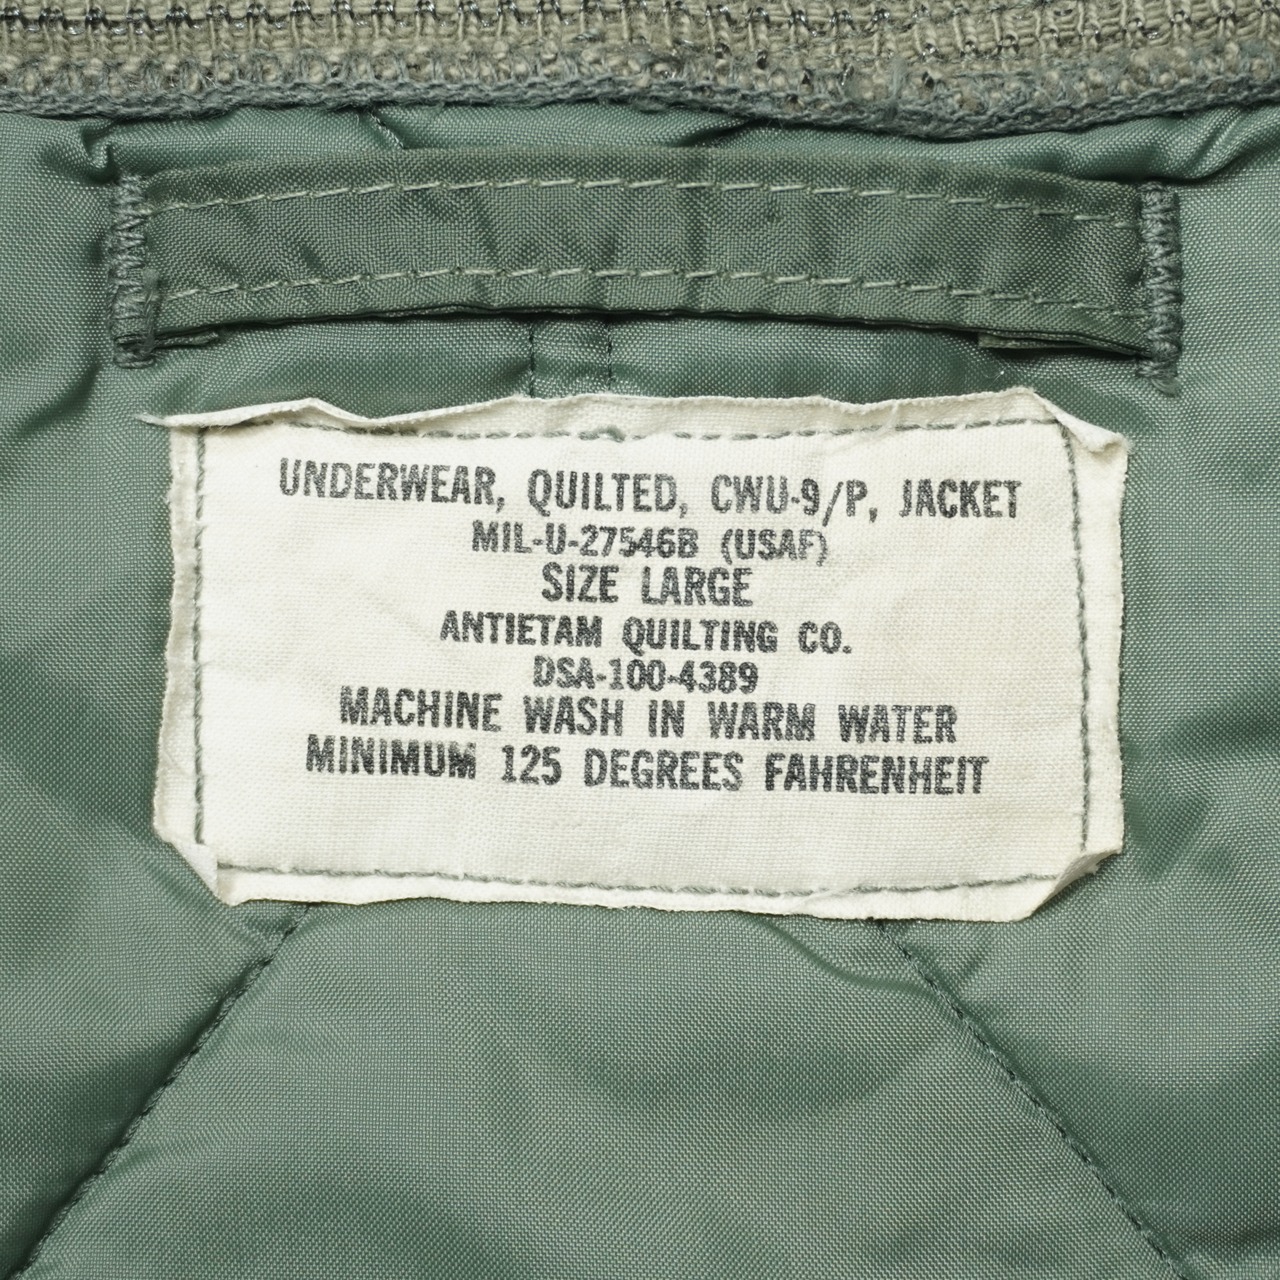 UNDERWEAR, QUILTED, CWU-9/P, JACKET
MIL-U-27546B (USAF)
SIZE LARGE
ANTIETAM QUILTING CO.
DSA-100-4389
MACHINE WASH IN WARM WATER
MINIMUM 125 DEGREES FAHRENHEIT